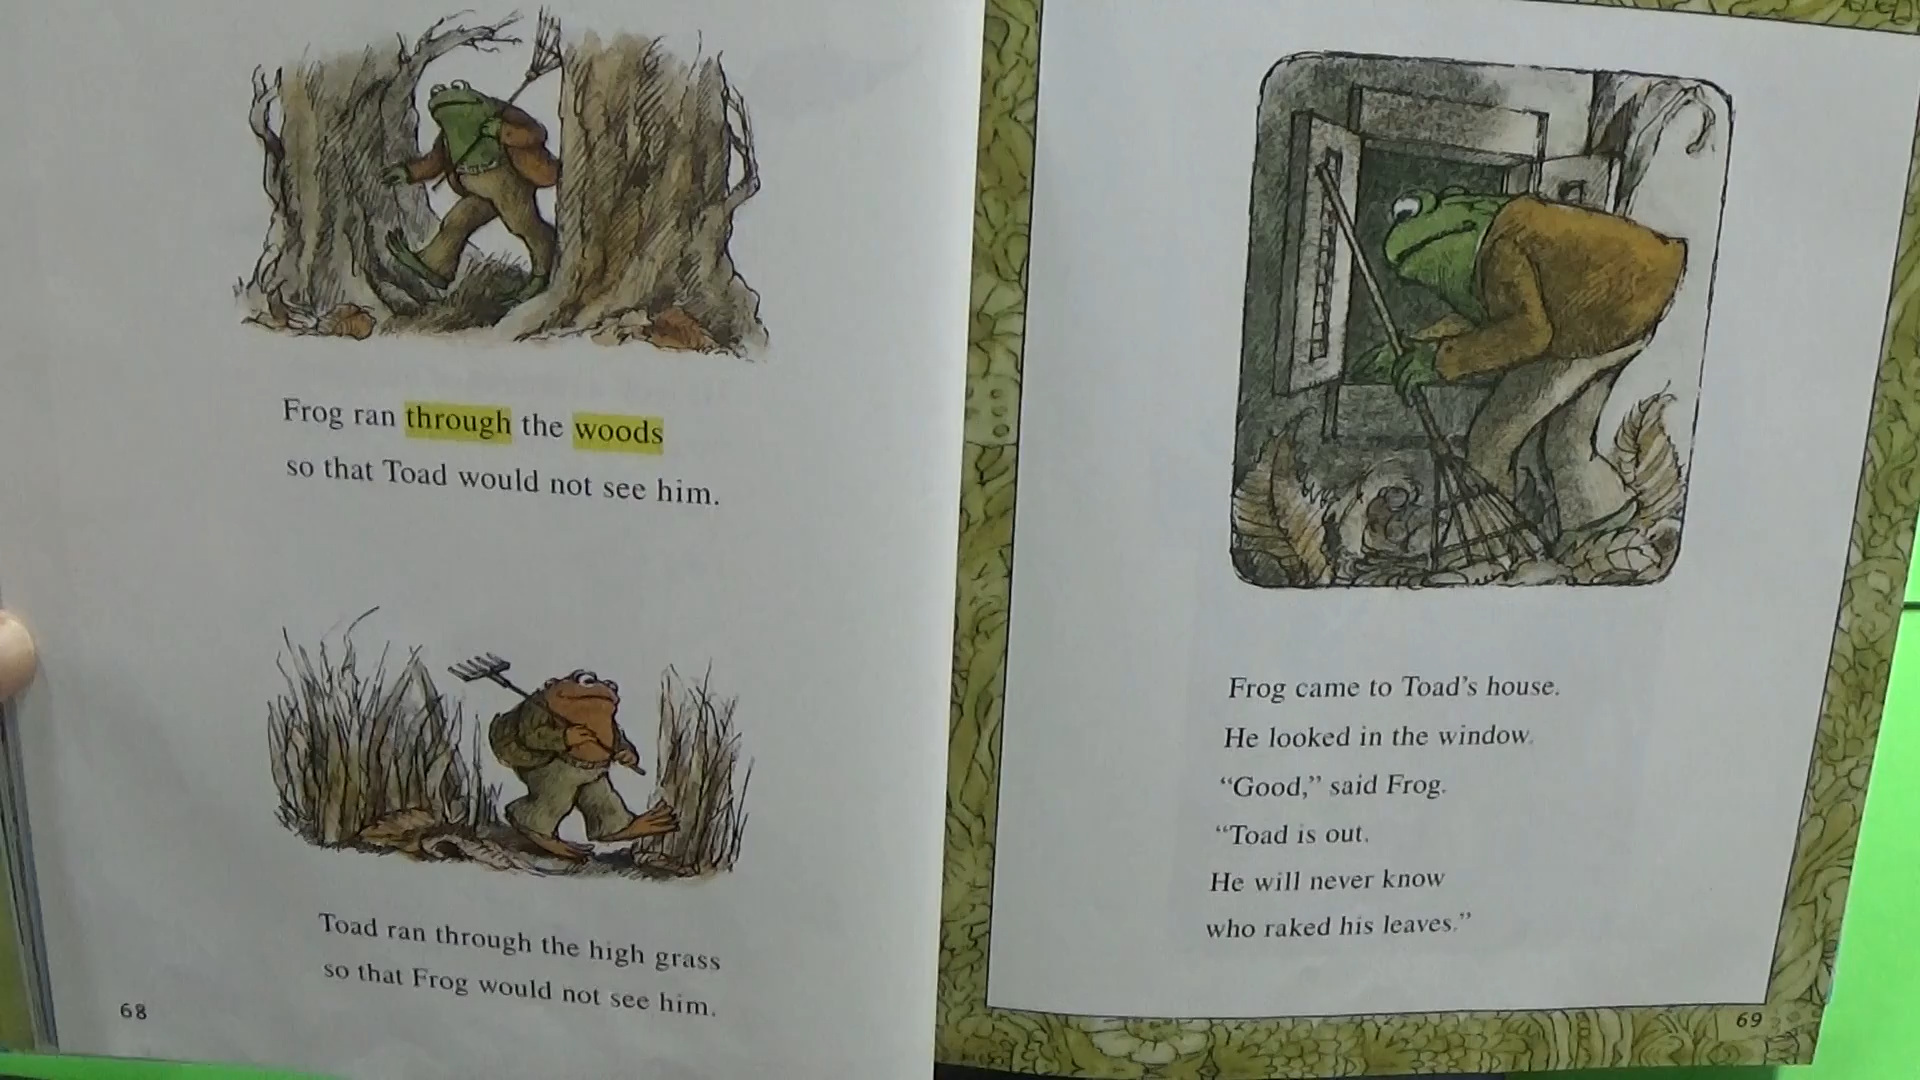 Frog ran through the woods
so that Toad would not see him.
Toad ran through the high grass
so that Frog would not see him.
68
Frog came to Toad's house.
He looked in the window.
“Good,” said Frog.
“Toad is out.
He will never know
who raked his leaves.”
69